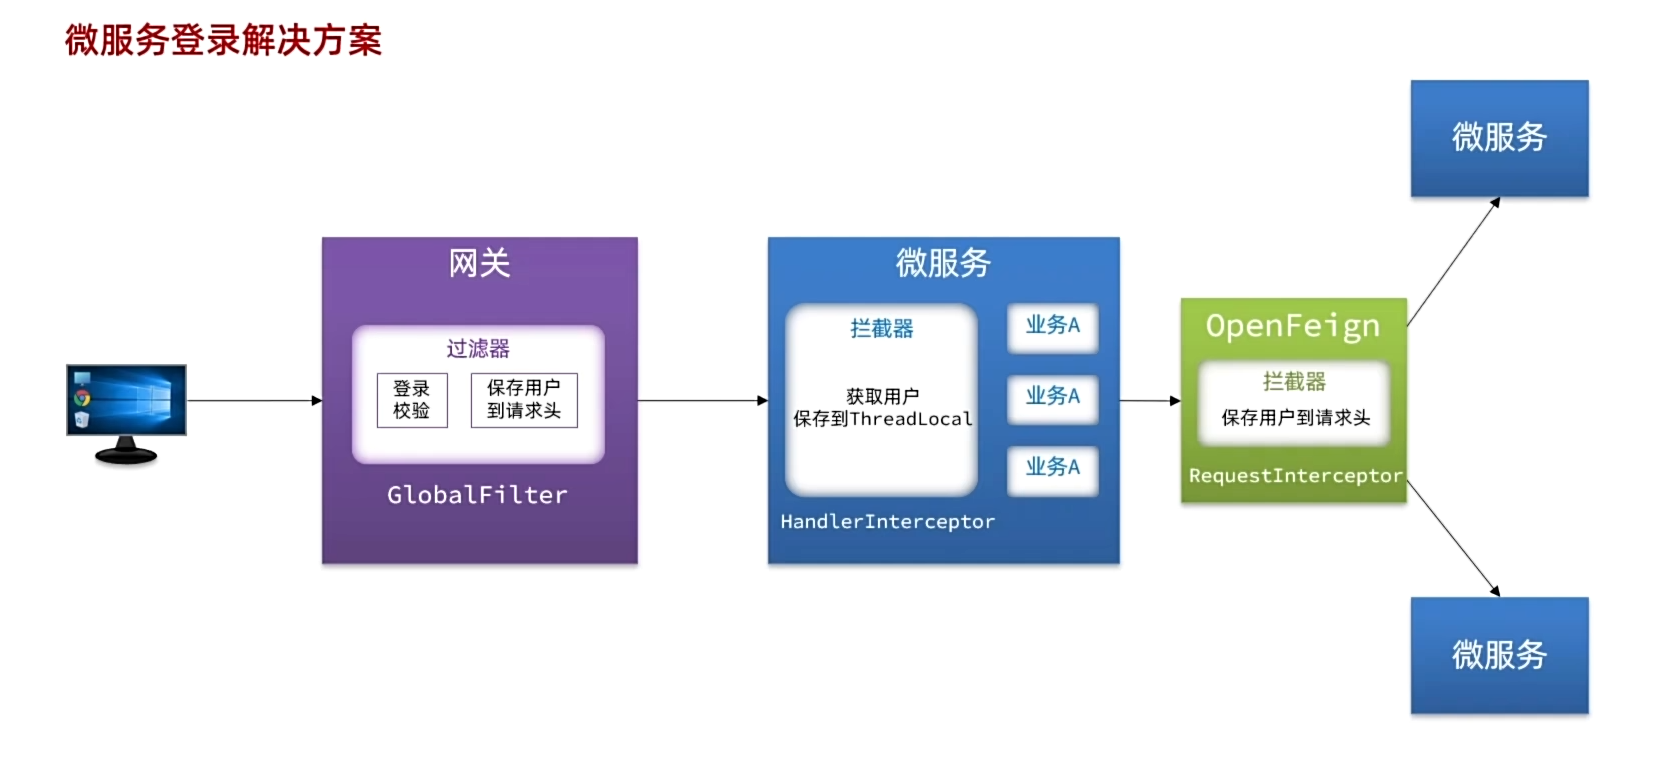 微服务登录解决方案
网关
过滤器
登录
校验
保存用户
到请求头
GlobalFilter
微服务
拦截器
获取用户
保存到ThreadLocal
HandlerInterceptor
业务A
业务A
业务A
OpenFeign
拦截器
保存用户到请求头
RequestInterceptor
微服务
微服务